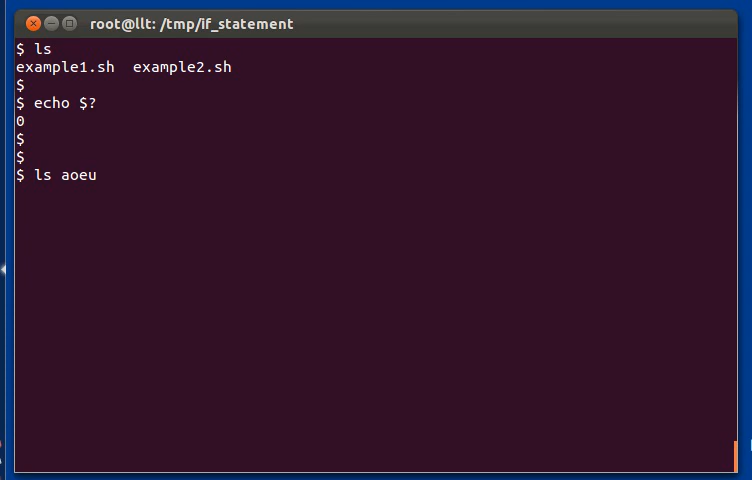 root@llt: /tmp/if_statement
$ ls
example1.sh  example2.sh
$
$ echo $?
0
$
$
$ ls aoeu